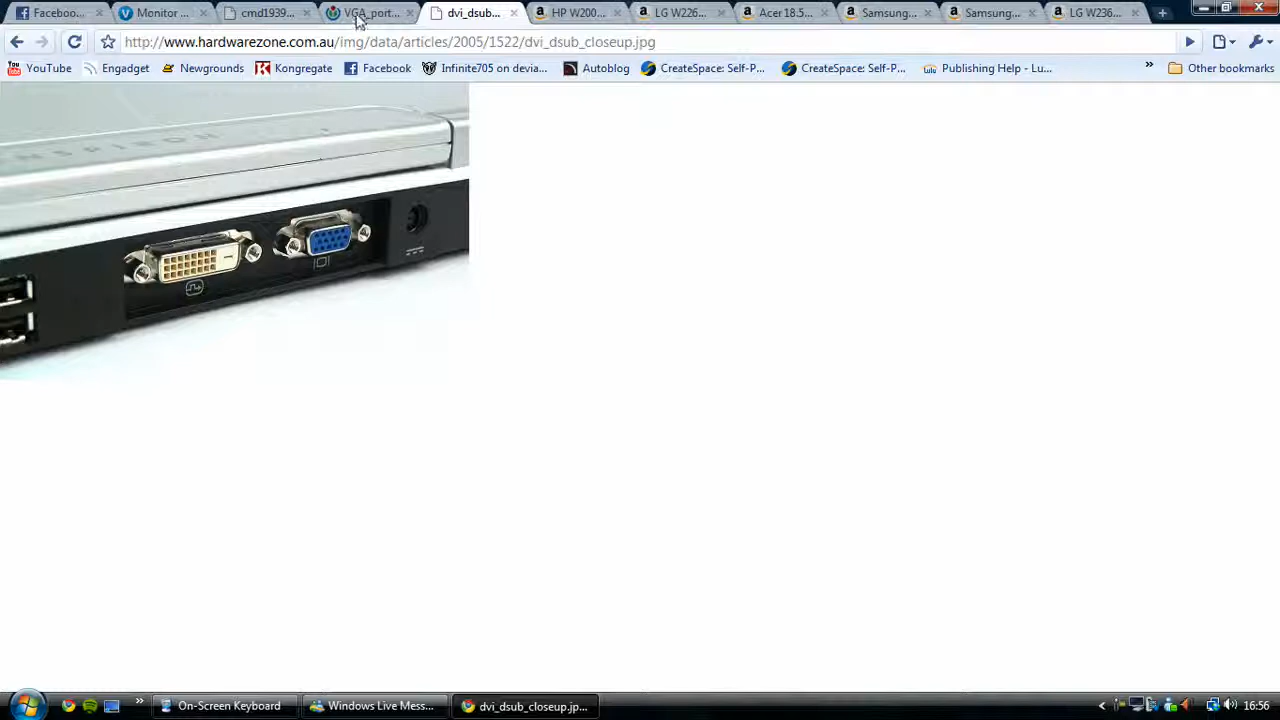 Faceboo... Monitor ... cmd1939... VGA_port... dvi_dsub... HP W200... LG W226... Acer 18.5... Samsung... Samsung... LG W236...
http://www.hardwarezone.com.au/img/data/articles/2005/1522/dvi_dsub_closeup.jpg
YouTube Engadget Newgrounds Kongregate Facebook Infinite705 on devia... Autoblog CreateSpace: Self-P... CreateSpace: Self-P... Publishing Help - Lu... » Other bookmarks
INSPIRON
» On-Screen Keyboard Windows Live Mess... dvi_dsub_closeup.jp... 16:56